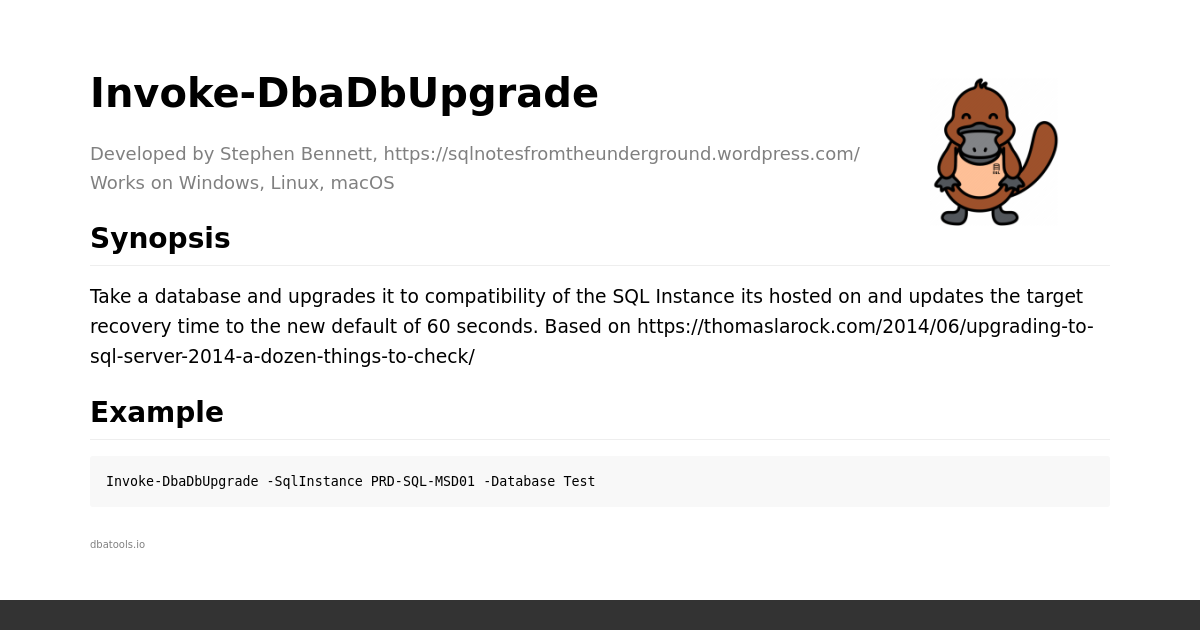 Invoke-DbaDbUpgrade
Developed by Stephen Bennett, https://sqlnotesfromtheunderground.wordpress.com/
Works on Windows, Linux, macOS
Synopsis
Take a database and upgrades it to compatibility of the SQL Instance its hosted on and updates the target
recovery time to the new default of 60 seconds. Based on https://thomaslarock.com/2014/06/upgrading-to-
sql-server-2014-a-dozen-things-to-check/
Example
Invoke-DbaDbUpgrade -SqlInstance PRD-SQL-MSD01 -Database Test
dbatools.io